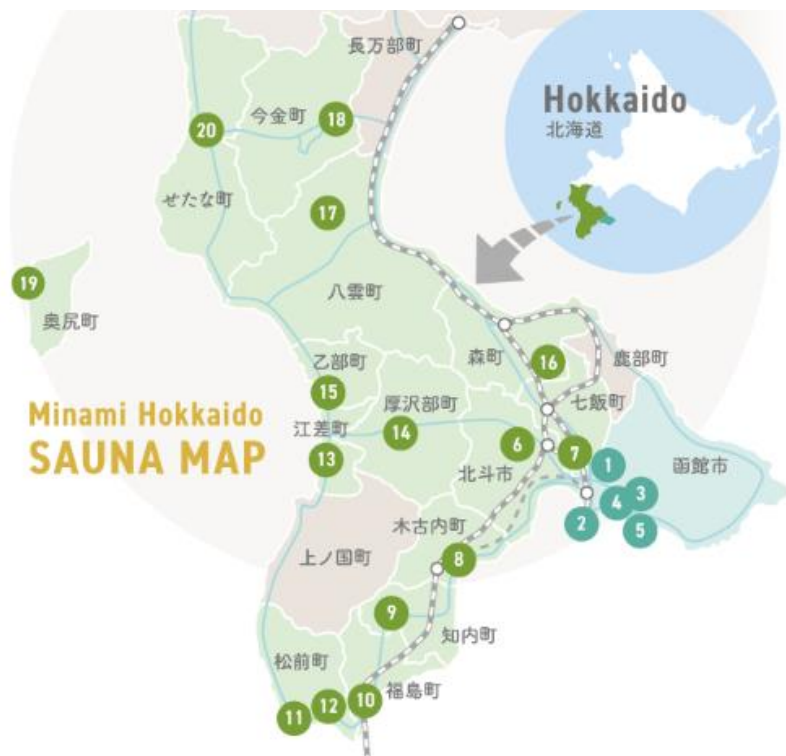 長万部町
Hokkaido
北海道
今金町
18
20
せたな町
17
19
奥尻町
八雲町
森町
鹿部町
16
乙部町
七飯町
15
厚沢部町
Minami Hokkaido
SAUNA MAP
江差町
14
6
7
13
北斗市
1
函館市
3
4
2
5
木古内町
上ノ国町
8
9
知内町
松前町
福島町
10
12
11